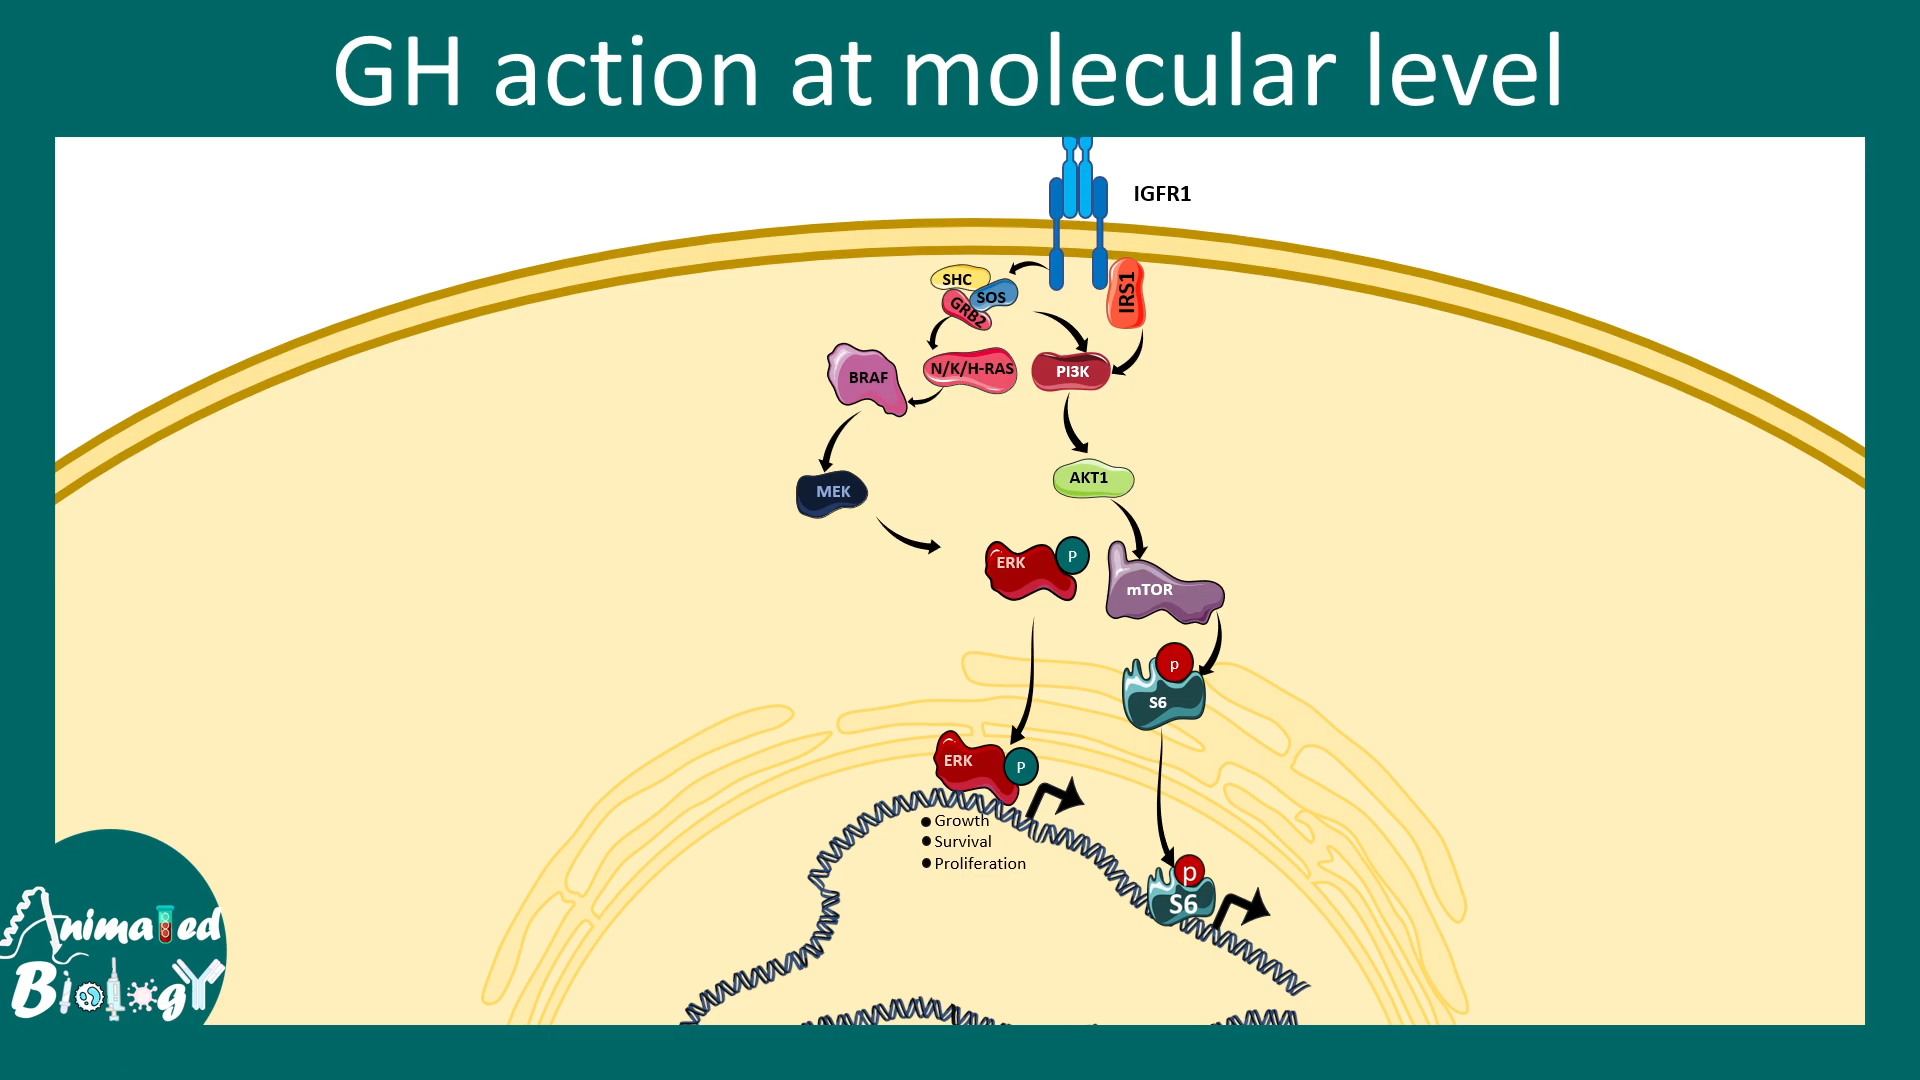 GH action at molecular level
IGFR1
SHC
SOS
GRB2
IRS1
BRAF
N/K/H-RAS
PI3K
MEK
AKT1
ERK
P
mTOR
p
S6
ERK
P
Growth
Survival
Proliferation
p
S6
Animated
Biology